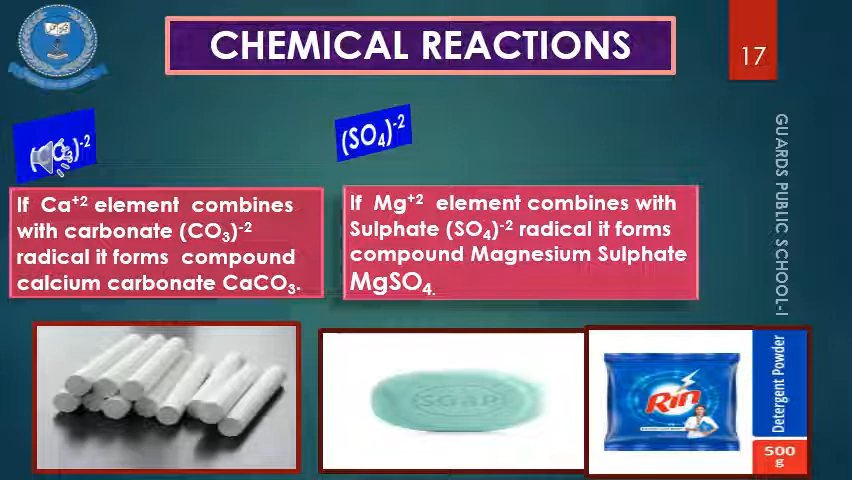 CHEMICAL REACTIONS
17
(SO₄)⁻²
If Ca⁺² element combines
with carbonate (CO₃)⁻²
radical it forms compound
calcium carbonate CaCO₃.
If Mg⁺² element combines with
Sulphate (SO₄)⁻² radical it forms
compound Magnesium Sulphate
MgSO₄.
GUARDS PUBLIC SCHOOL-I
SOAP
Rin
Detergent Powder
500
g